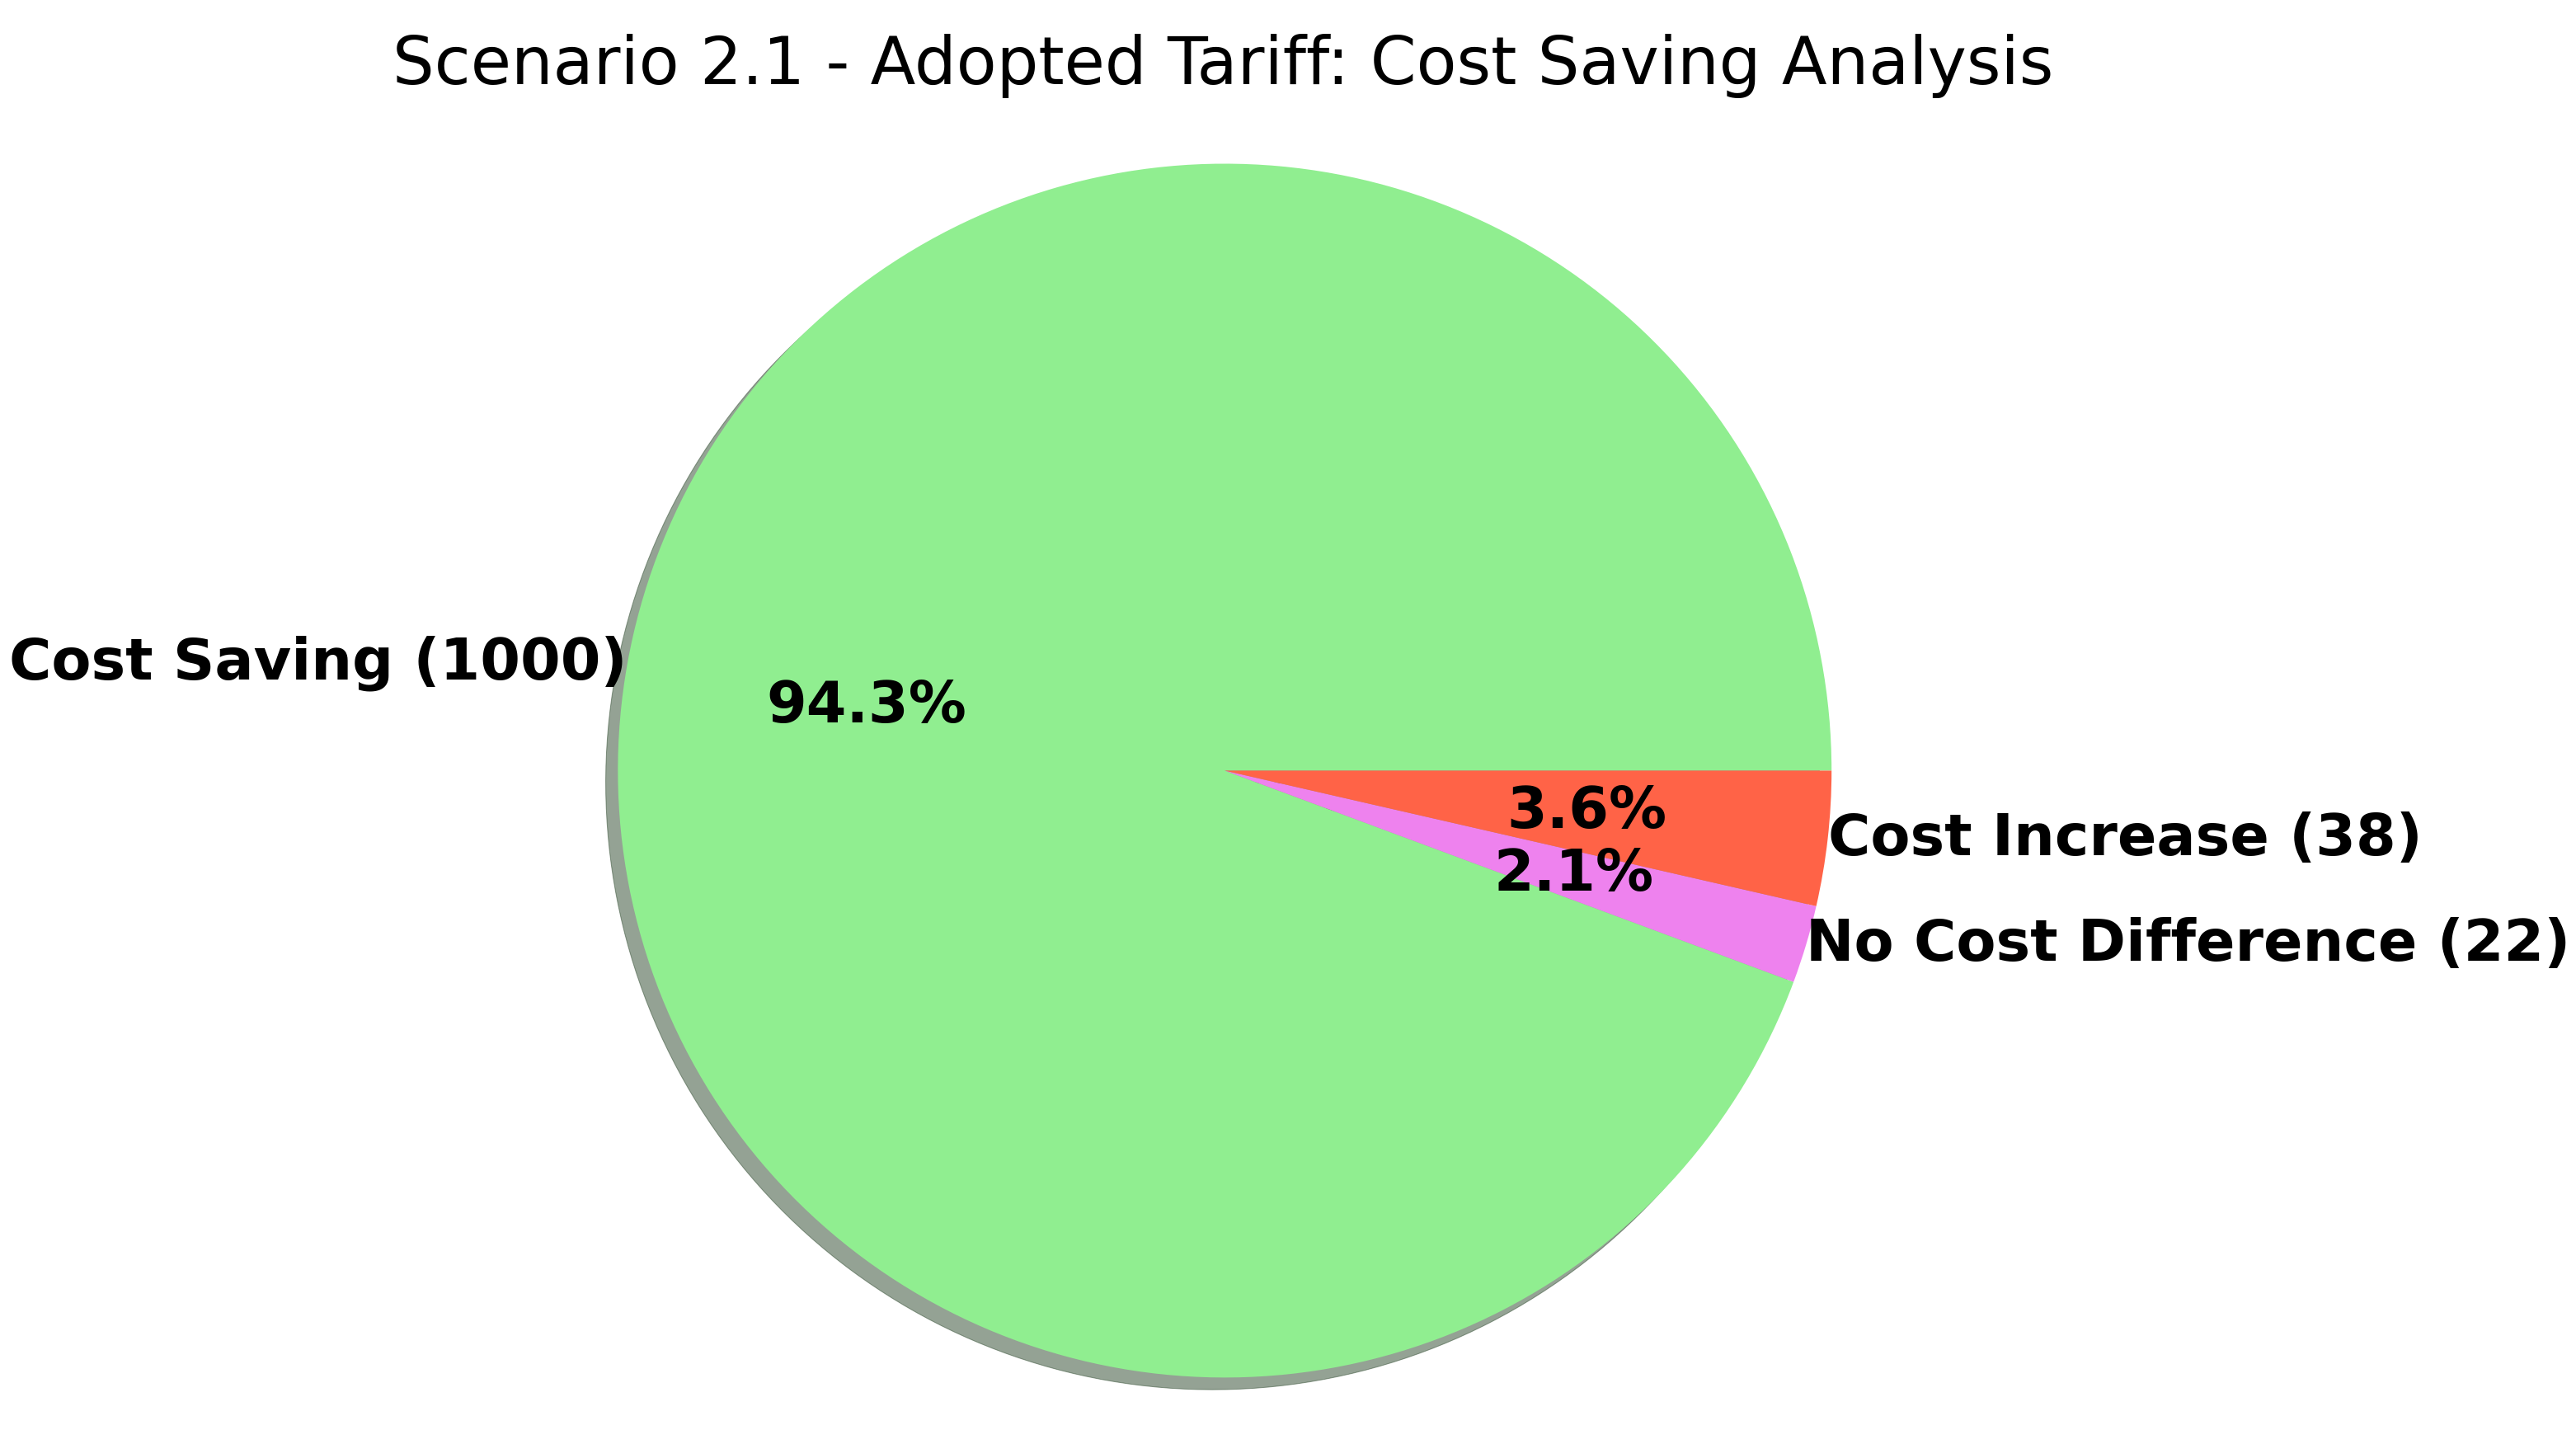 Scenario 2.1 - Adopted Tariff: Cost Saving Analysis
Cost Saving (1000)
94.3%
3.6%
Cost Increase (38)
2.1%
No Cost Difference (22)